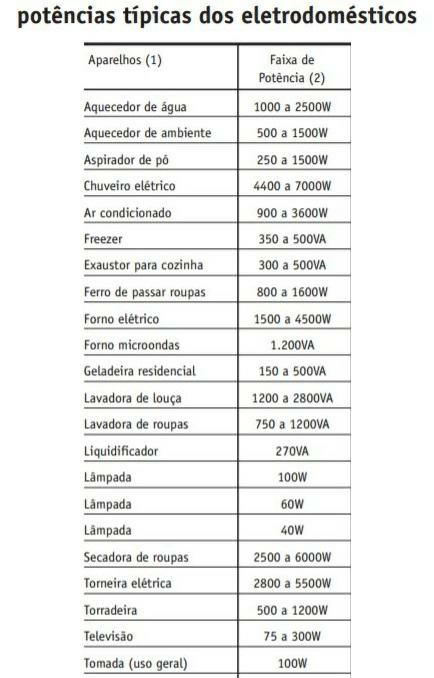 potências típicas dos eletrodomésticos
Aparelhos (1) Faixa de
Potência (2)
Aquecedor de água 1000 a 2500W
Aquecedor de ambiente 500 a 1500W
Aspirador de pó 250 a 1500W
Chuveiro elétrico 4400 a 7000W
Ar condicionado 900 a 3600W
Freezer 350 a 500VA
Exaustor para cozinha 300 a 500VA
Ferro de passar roupas 800 a 1600W
Forno elétrico 1500 a 4500W
Forno microondas 1.200VA
Geladeira residencial 150 a 500VA
Lavadora de louça 1200 a 2800VA
Lavadora de roupas 750 a 1200VA
Liquidificador 270VA
Lâmpada 100W
Lâmpada 60W
Lâmpada 40W
Secadora de roupas 2500 a 6000W
Torneira elétrica 2800 a 5500W
Torradeira 500 a 1200W
Televisão 75 a 300W
Tomada (uso geral) 100W